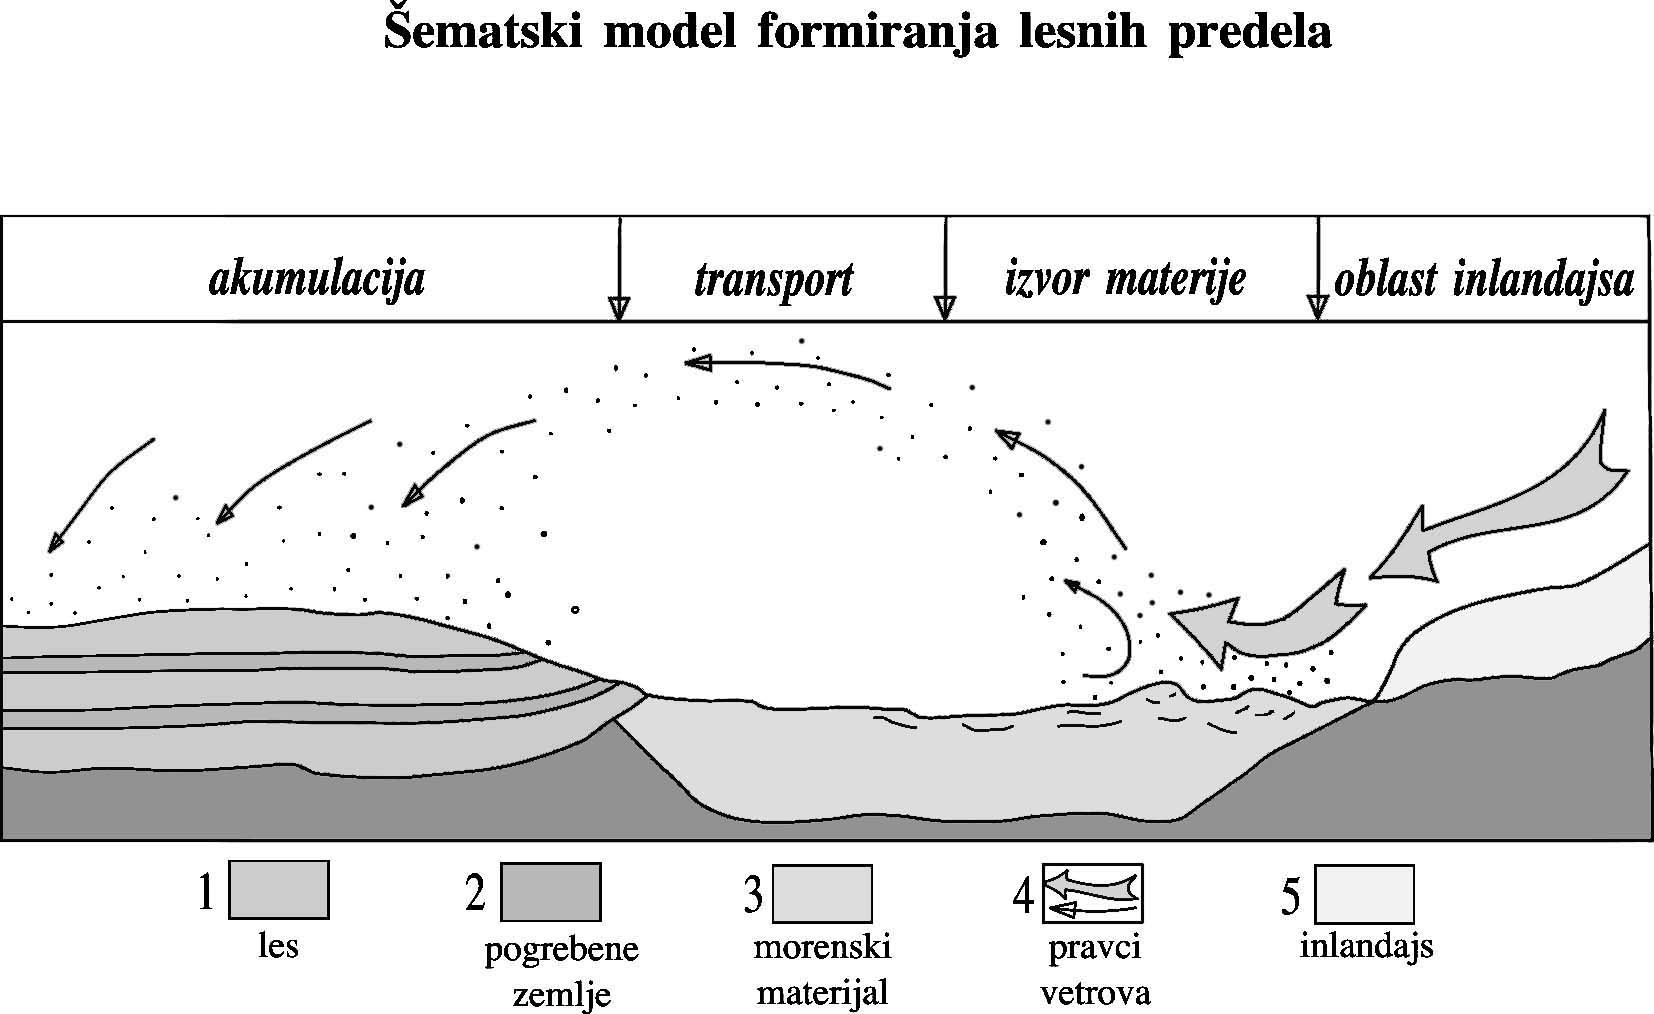 Šematski model formiranja lesnih predela
akumulacija transport izvor materije oblast inlandajsa
1 2 3 4 5
les pogrebene zemlje morenski materijal pravci vetrova inlandajs